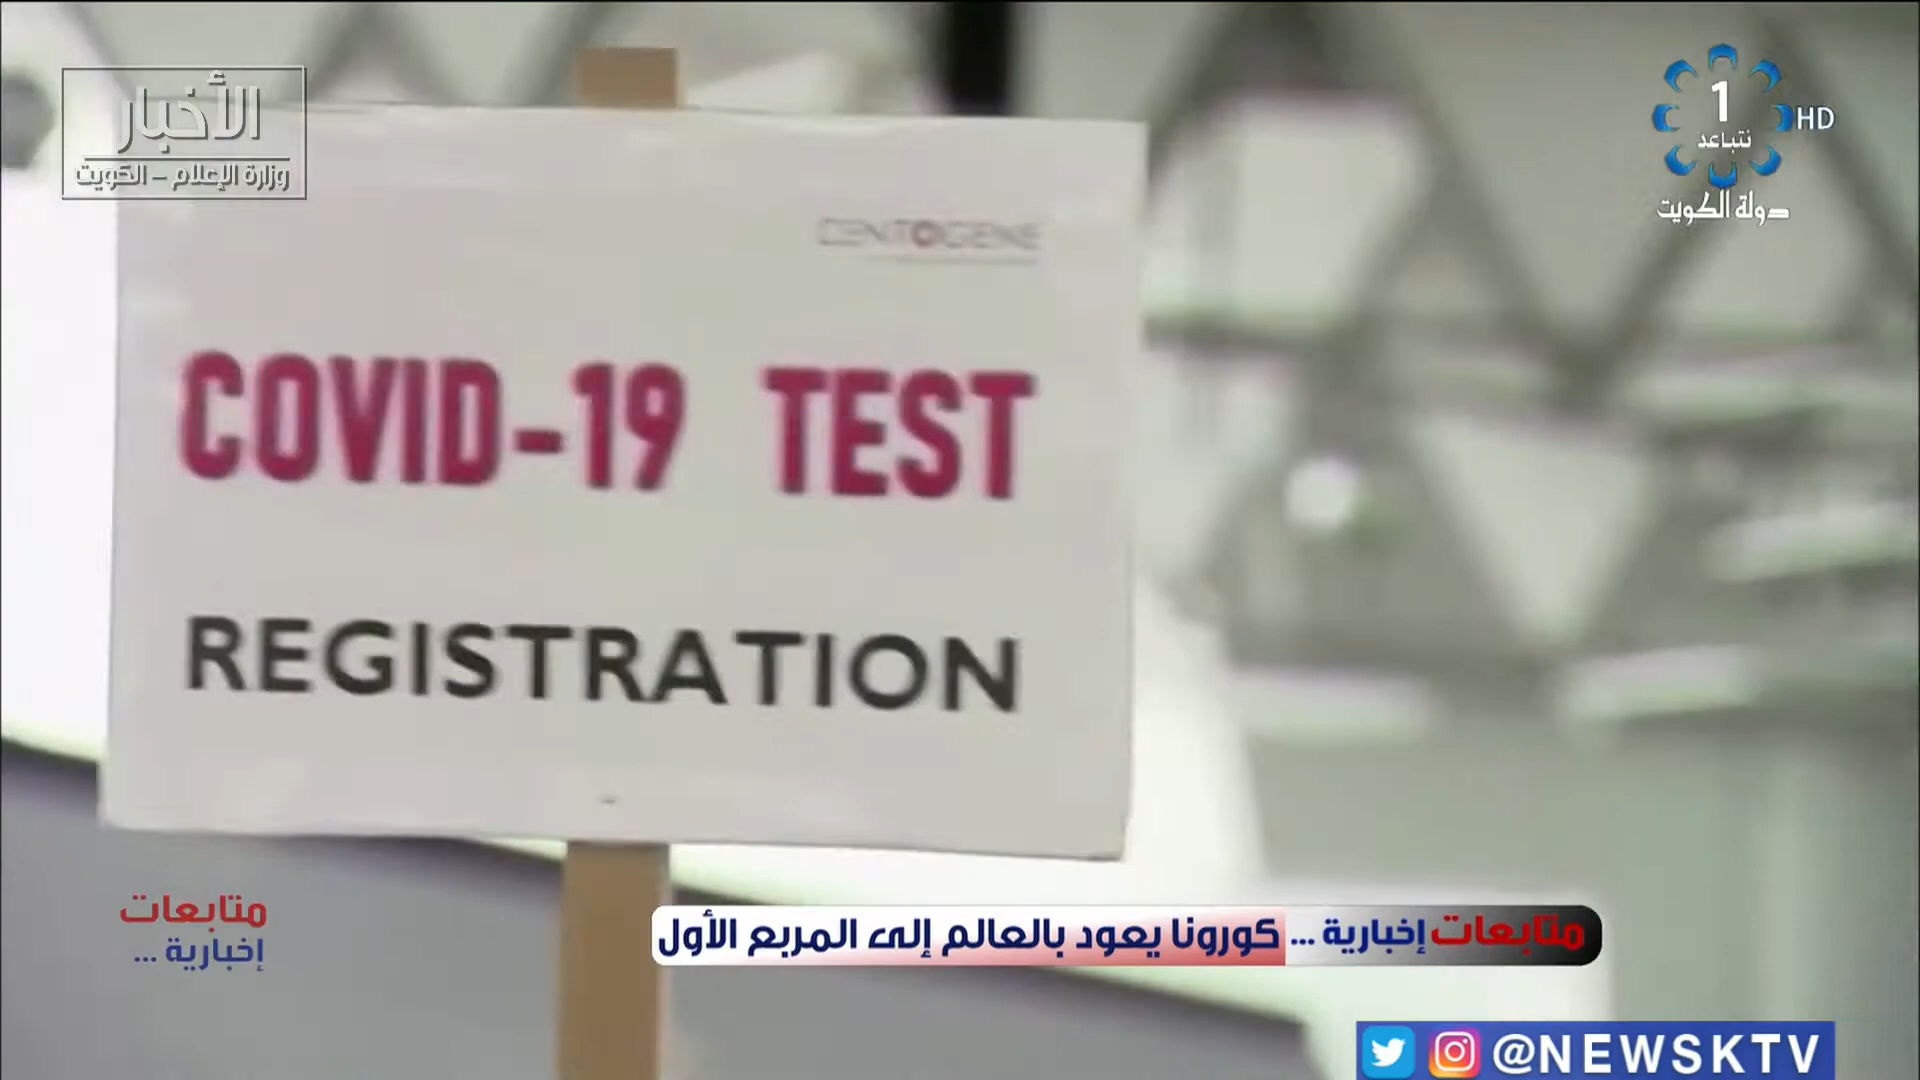 الأخبار
وزارة الإعلام - الكويت
1
نتباعد
HD
دولة الكويت
CENTOGENE
COVID-19 TEST
REGISTRATION
متابعات
إخبارية ...
متابعات إخبارية ... كورونا يعود بالعالم إلى المربع الأول
@NEWSKTV